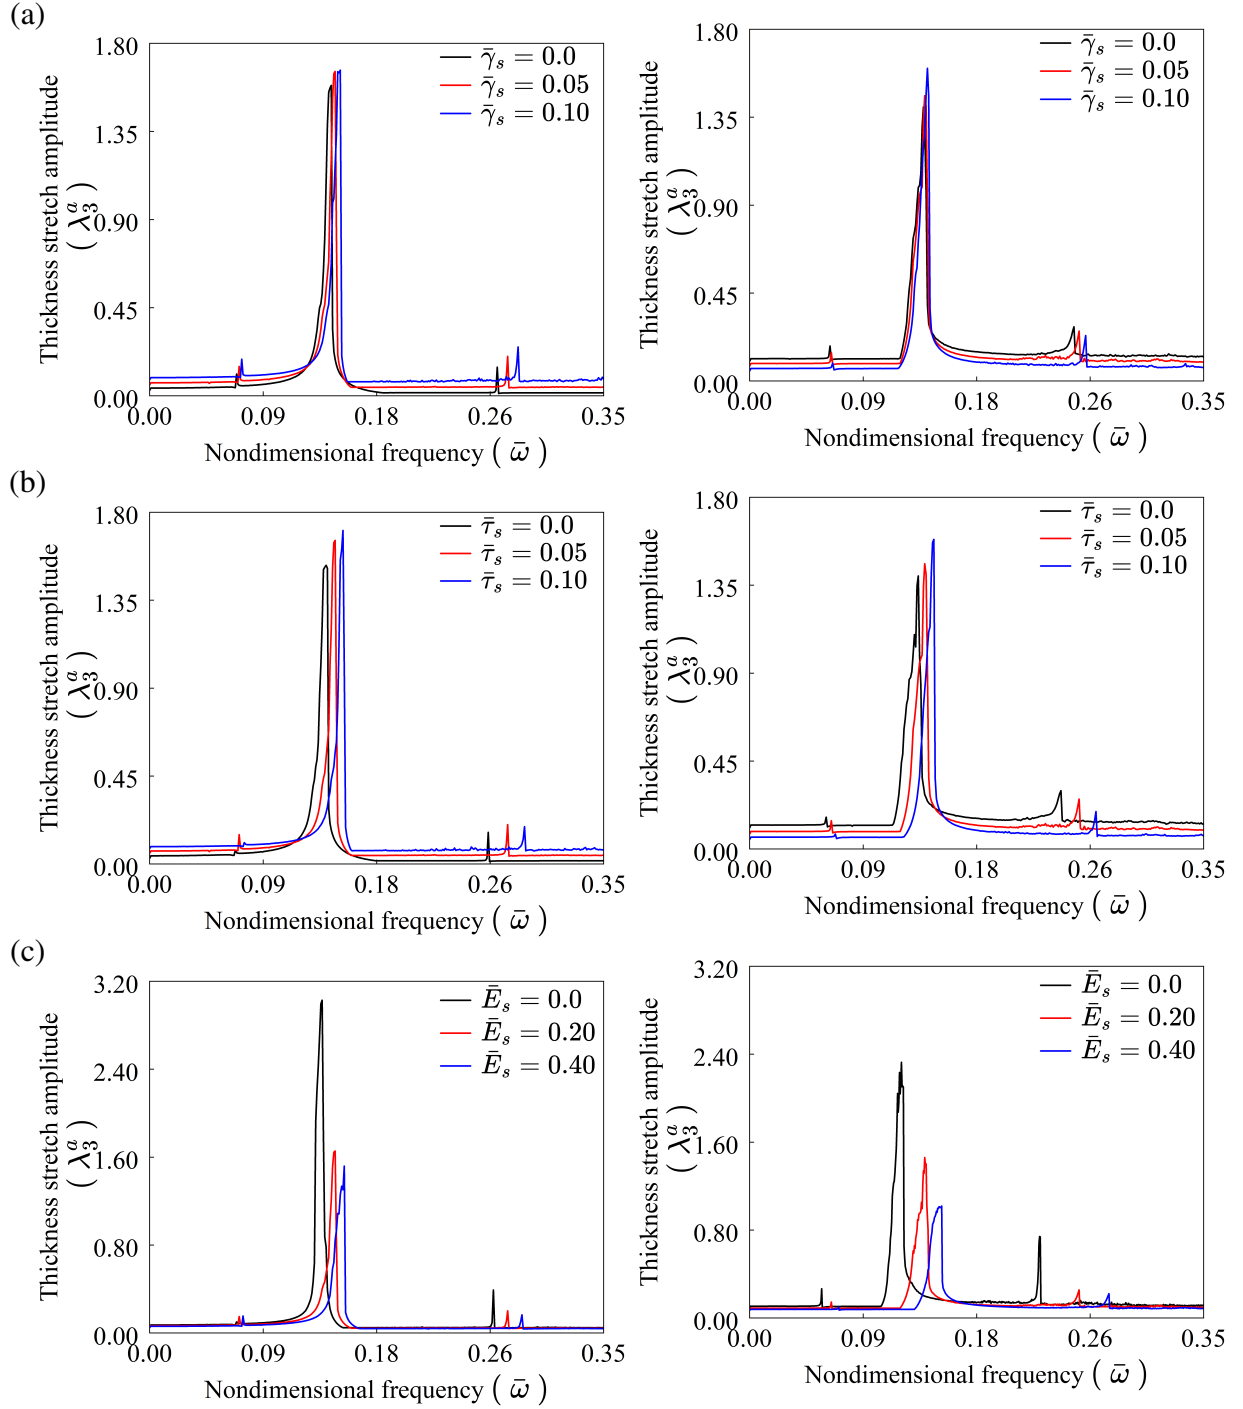 (a)
Thickness stretch amplitude
( λ₃ᵃ )
1.80
1.35
0.90
0.45
0.00
γ̄ₛ = 0.0
γ̄ₛ = 0.05
γ̄ₛ = 0.10
0.00 0.09 0.18 0.26 0.35
Nondimensional frequency ( ω̄ )
Thickness stretch amplitude
( λ₃ᵃ )
1.80
1.35
0.90
0.45
0.00
γ̄ₛ = 0.0
γ̄ₛ = 0.05
γ̄ₛ = 0.10
0.00 0.09 0.18 0.26 0.35
Nondimensional frequency ( ω̄ )
(b)
Thickness stretch amplitude
( λ₃ᵃ )
1.80
1.35
0.90
0.45
0.00
τ̄ₛ = 0.0
τ̄ₛ = 0.05
τ̄ₛ = 0.10
0.00 0.09 0.18 0.26 0.35
Nondimensional frequency ( ω̄ )
Thickness stretch amplitude
( λ₃ᵃ )
1.80
1.35
0.90
0.45
0.00
τ̄ₛ = 0.0
τ̄ₛ = 0.05
τ̄ₛ = 0.10
0.00 0.09 0.18 0.26 0.35
Nondimensional frequency ( ω̄ )
(c)
Thickness stretch amplitude
( λ₃ᵃ )
3.20
2.40
1.60
0.80
0.00
Ēₛ = 0.0
Ēₛ = 0.20
Ēₛ = 0.40
0.00 0.09 0.18 0.26 0.35
Nondimensional frequency ( ω̄ )
Thickness stretch amplitude
( λ₃ᵃ )
3.20
2.40
1.60
0.80
0.00
Ēₛ = 0.0
Ēₛ = 0.20
Ēₛ = 0.40
0.00 0.09 0.18 0.26 0.35
Nondimensional frequency ( ω̄ )